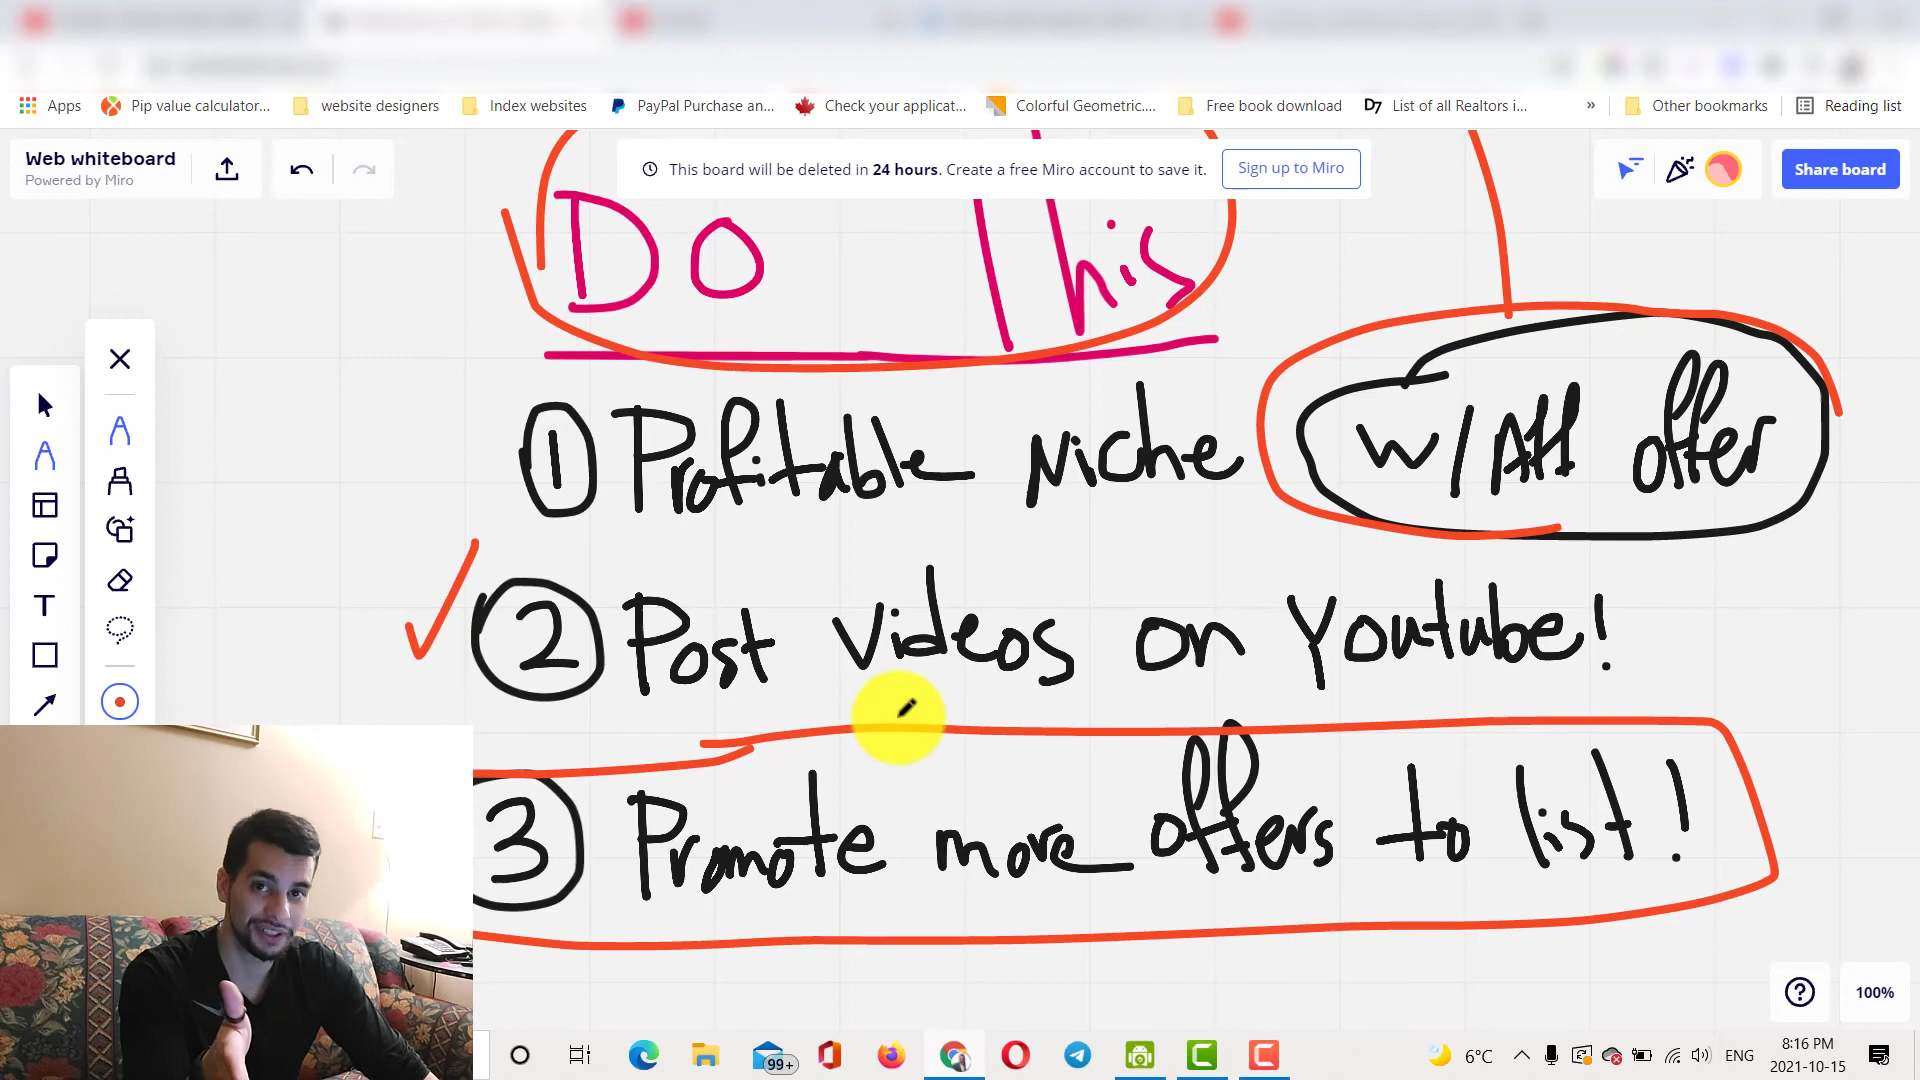 Apps Pip value calculator... website designers Index websites PayPal Purchase an... Check your applicat... Colorful Geometric.... Free book download D7 List of all Realtors i... » Other bookmarks Reading list
Web whiteboard
Powered by Miro
This board will be deleted in 24 hours. Create a free Miro account to save it. Sign up to Miro
Share board
DO This
1 Profitable Niche w/ Aff offer
2 Post Videos on Youtube!
3 Promote more offers to list!
T
100%
99+
6°C ENG
8:16 PM
2021-10-15